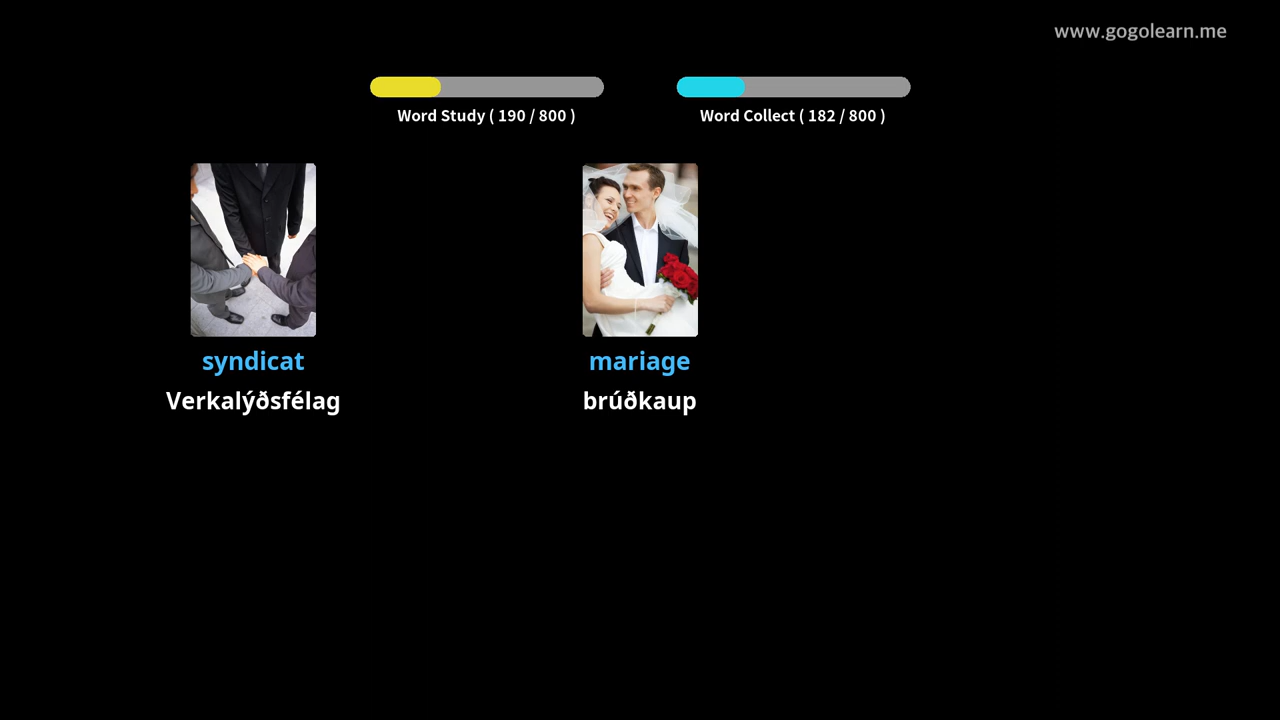 www.gogolearn.me
Word Study ( 190 / 800 )
Word Collect ( 182 / 800 )
syndicat
Verkalýðsfélag
mariage
brúðkaup